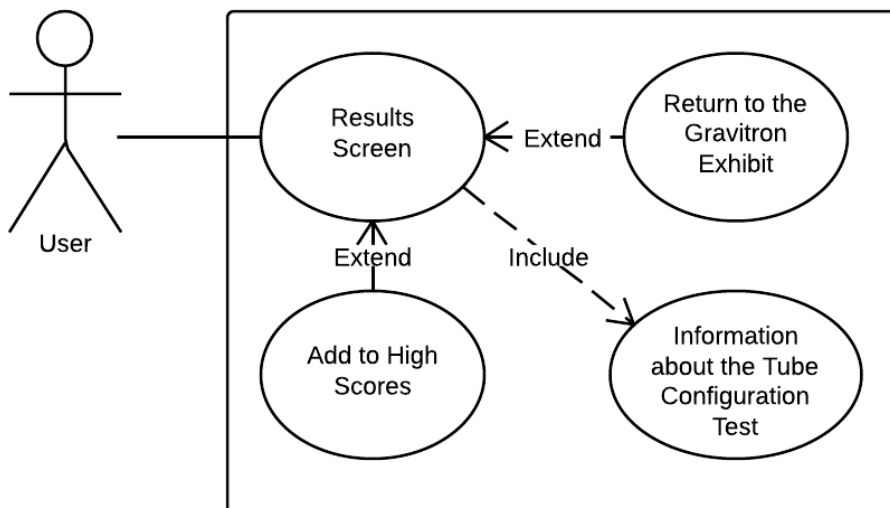 Results
Screen
Extend
Return to the
Gravitron
Exhibit
User
Extend
Include
Add to High
Scores
Information
about the Tube
Configuration
Test